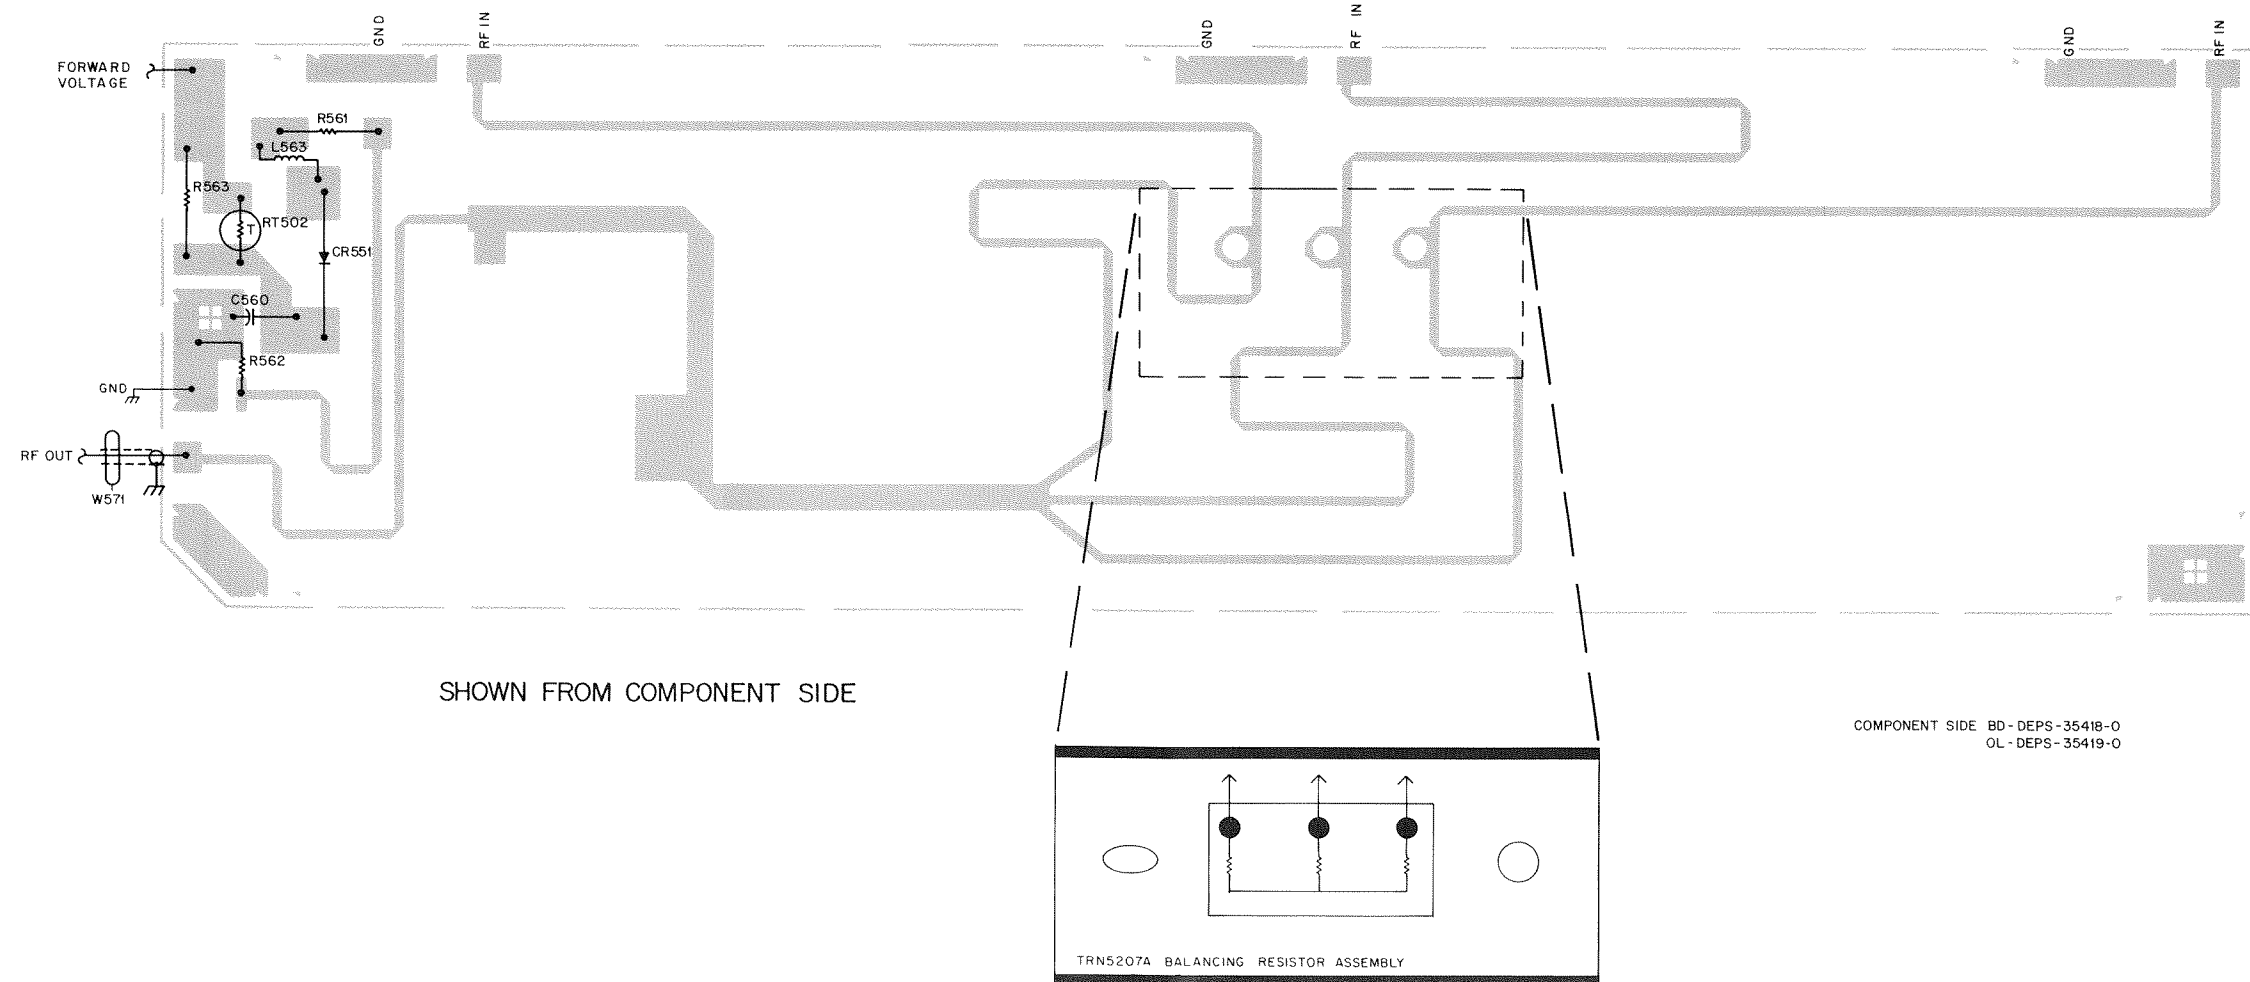 GND
RF IN
GND
RF IN
GND
RF IN
FORWARD
VOLTAGE
R561
L563
R563
RT502
T
CR551
C560
R562
GND
RF OUT
W571
SHOWN FROM COMPONENT SIDE
COMPONENT SIDE BD-DEPS-35418-O
OL-DEPS-35419-O
TRN5207A BALANCING RESISTOR ASSEMBLY